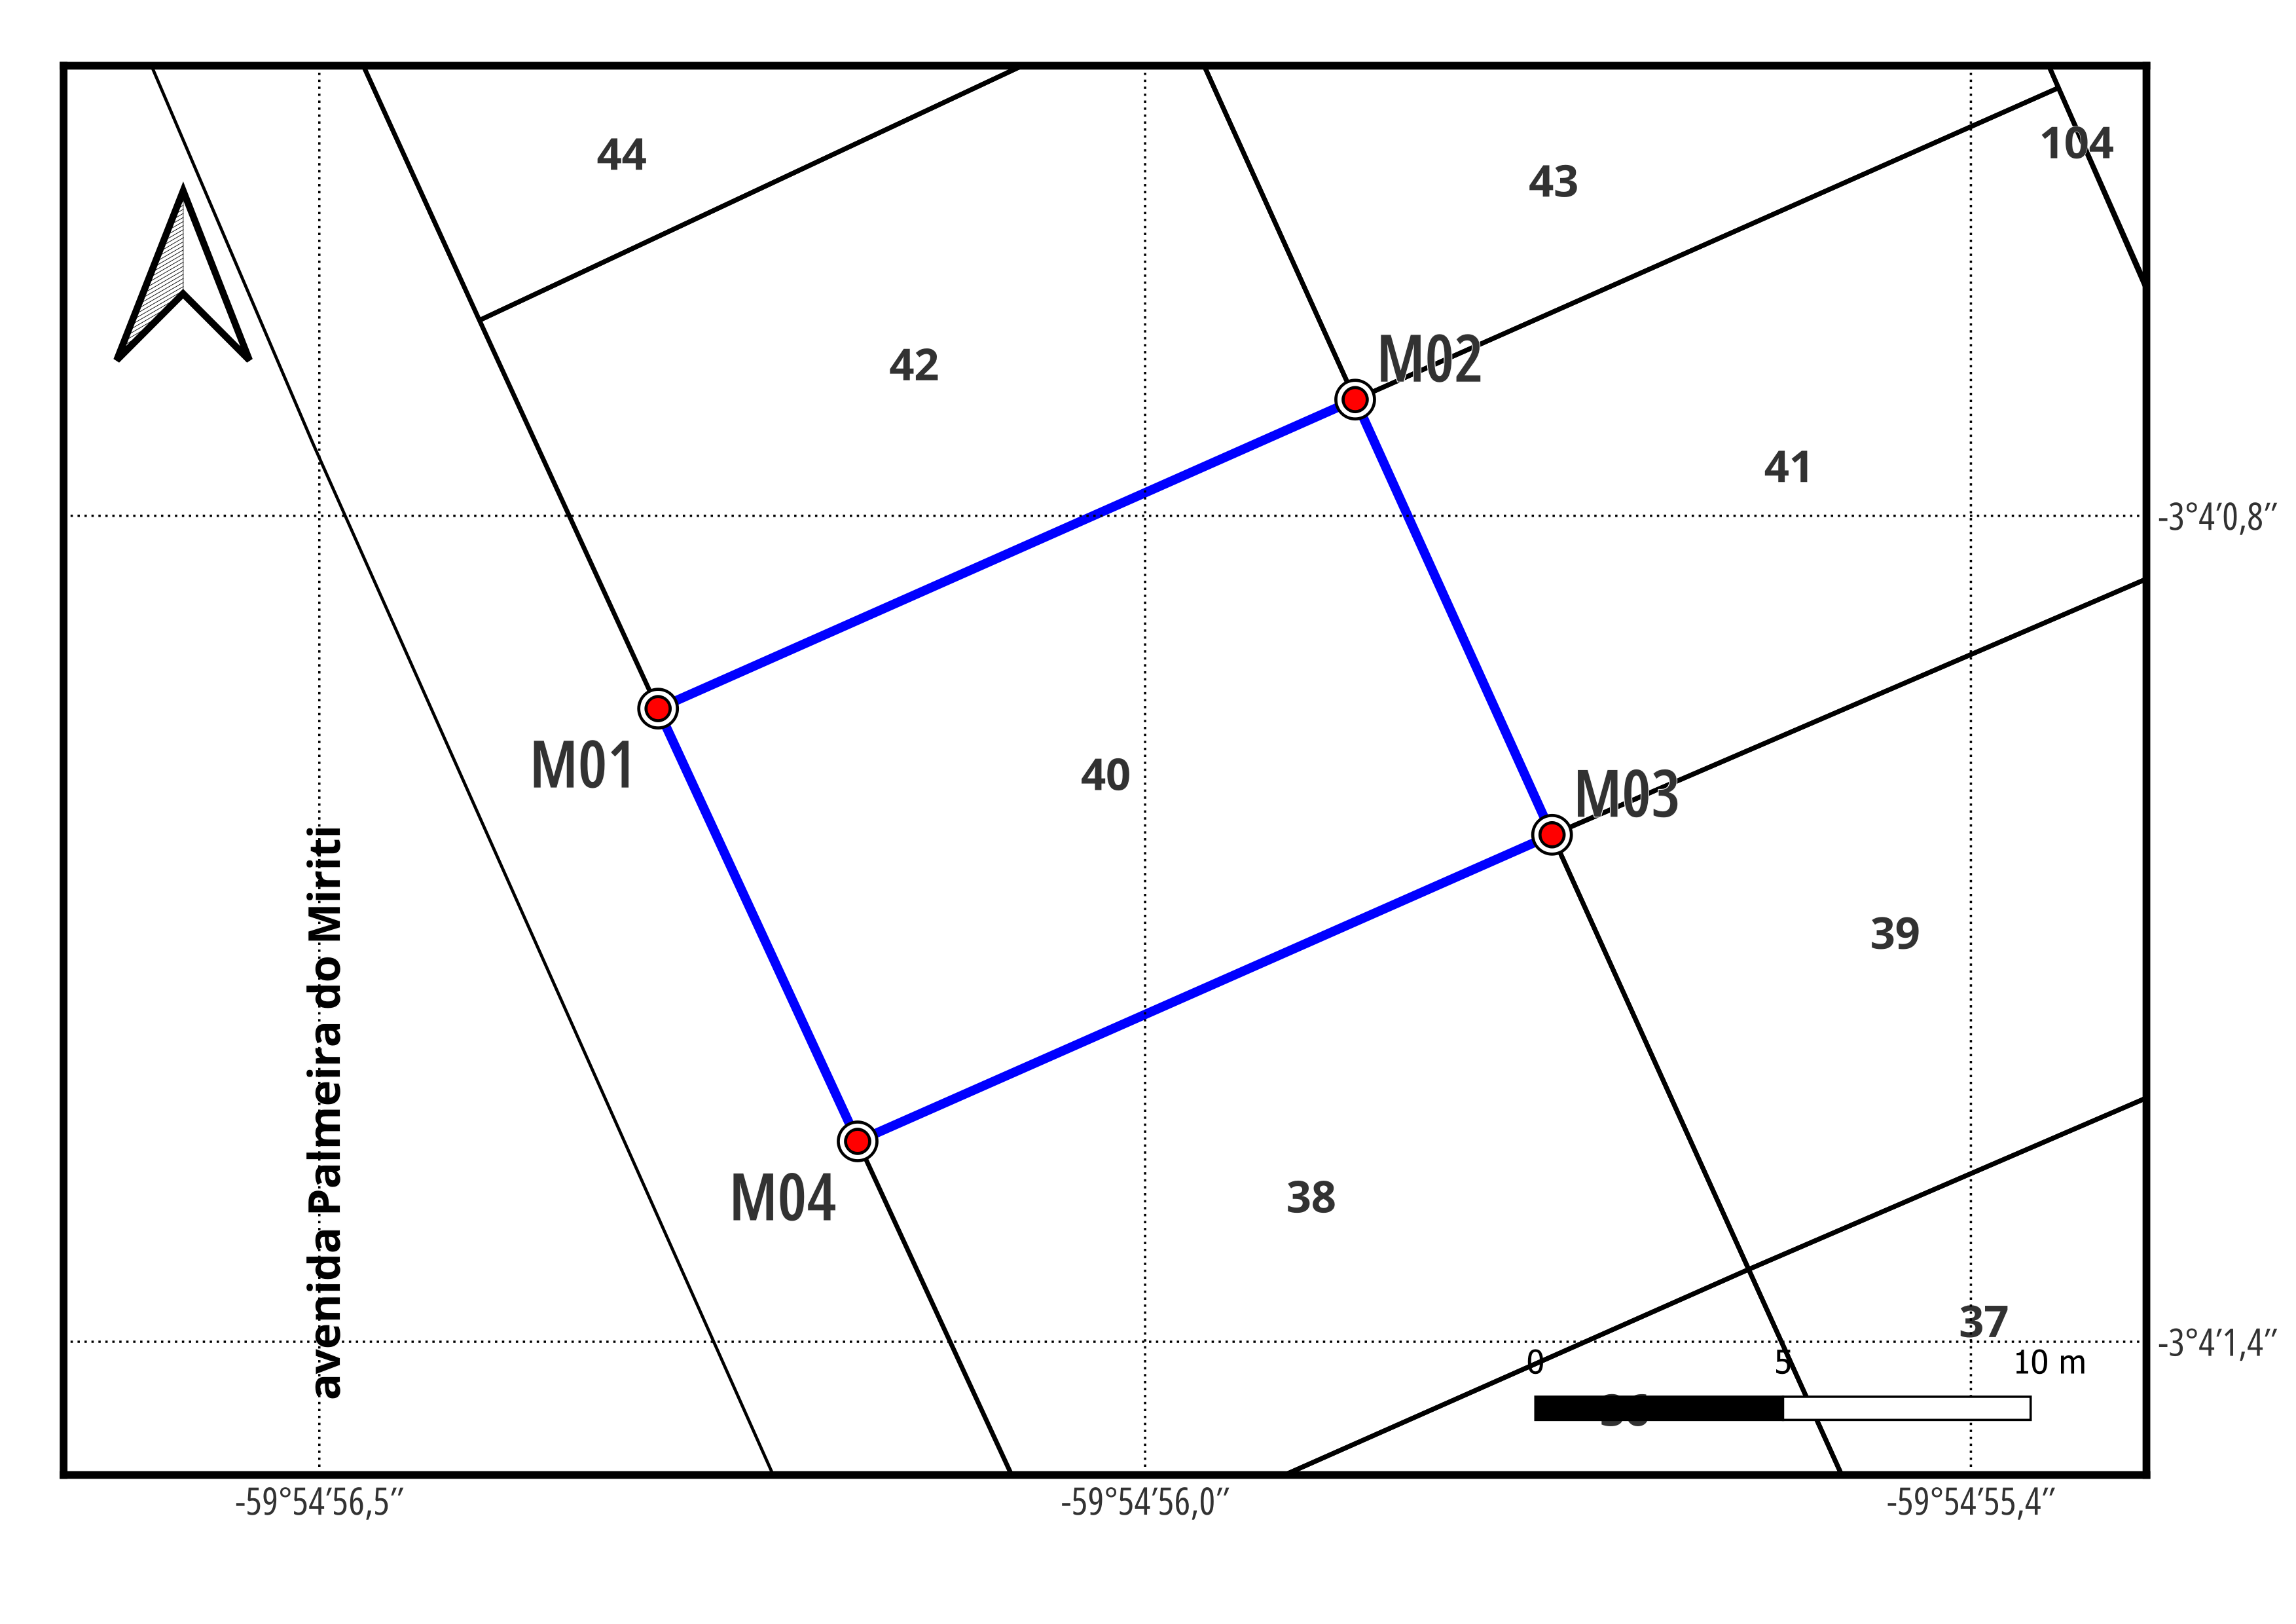 44
43
104
42
M02
41
-3°4′0,8″
M01
40
M03
avenida Palmeira do Miriti
39
M04
38
37
-3°4′1,4″
0 5 10 m
-59°54′56,5″ -59°54′56,0″ -59°54′55,4″